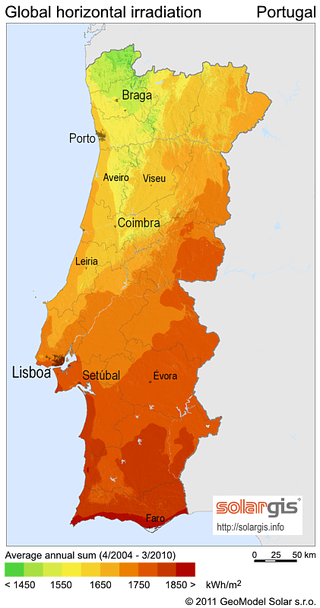 Global horizontal irradiation Portugal
Braga
Porto
Aveiro Viseu
Coimbra
Leiria
Lisboa
Setúbal Évora
solargis
http://solargis.info
Faro
Average annual sum (4/2004 - 3/2010)
0 25 50 km
< 1450 1550 1650 1750 1850 > kWh/m²
© 2011 GeoModel Solar s.r.o.